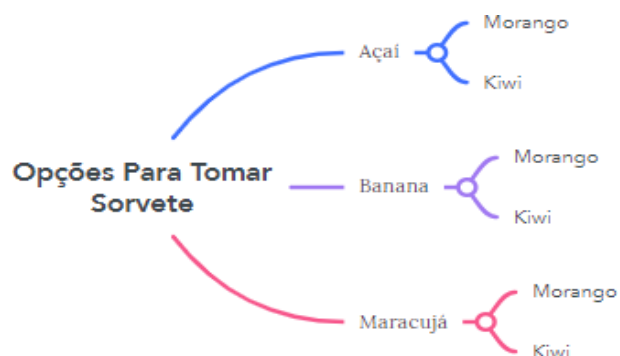 Opções Para Tomar
Sorvete
Açaí
Morango
Kiwi
Banana
Morango
Kiwi
Maracujá
Morango
Kiwi